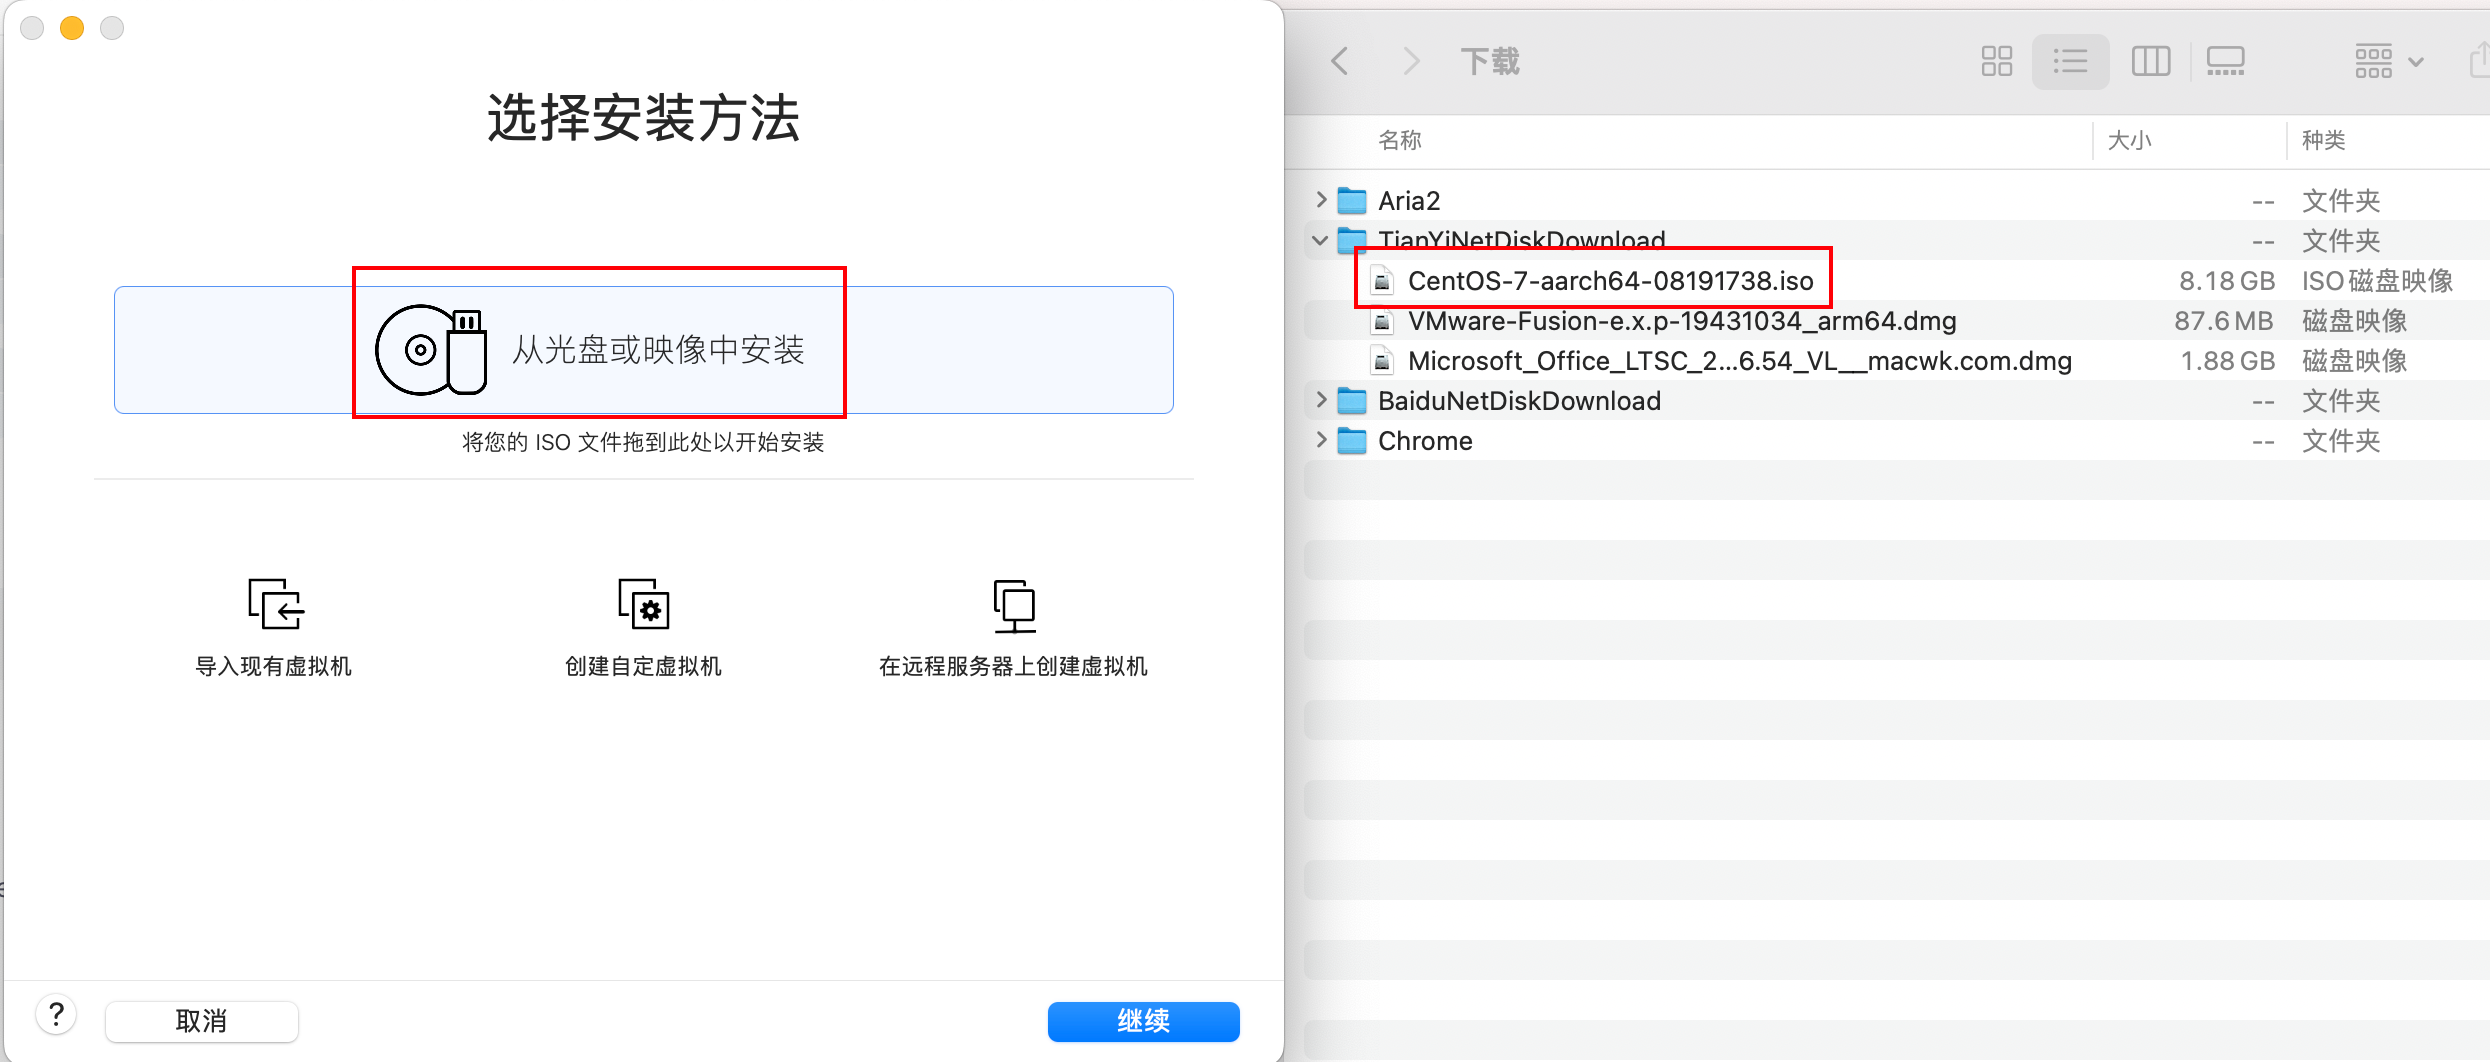 选择安装方法
从光盘或映像中安装
将您的 ISO 文件拖到此处以开始安装
导入现有虚拟机
创建自定虚拟机
在远程服务器上创建虚拟机
?
取消
继续
下载
名称 大小 种类
Aria2 -- 文件夹
TianYiNetDiskDownload -- 文件夹
CentOS-7-aarch64-08191738.iso 8.18 GB ISO磁盘映像
VMware-Fusion-e.x.p-19431034_arm64.dmg 87.6 MB 磁盘映像
Microsoft_Office_LTSC_2...6.54_VL__macwk.com.dmg 1.88 GB 磁盘映像
BaiduNetDiskDownload -- 文件夹
Chrome -- 文件夹